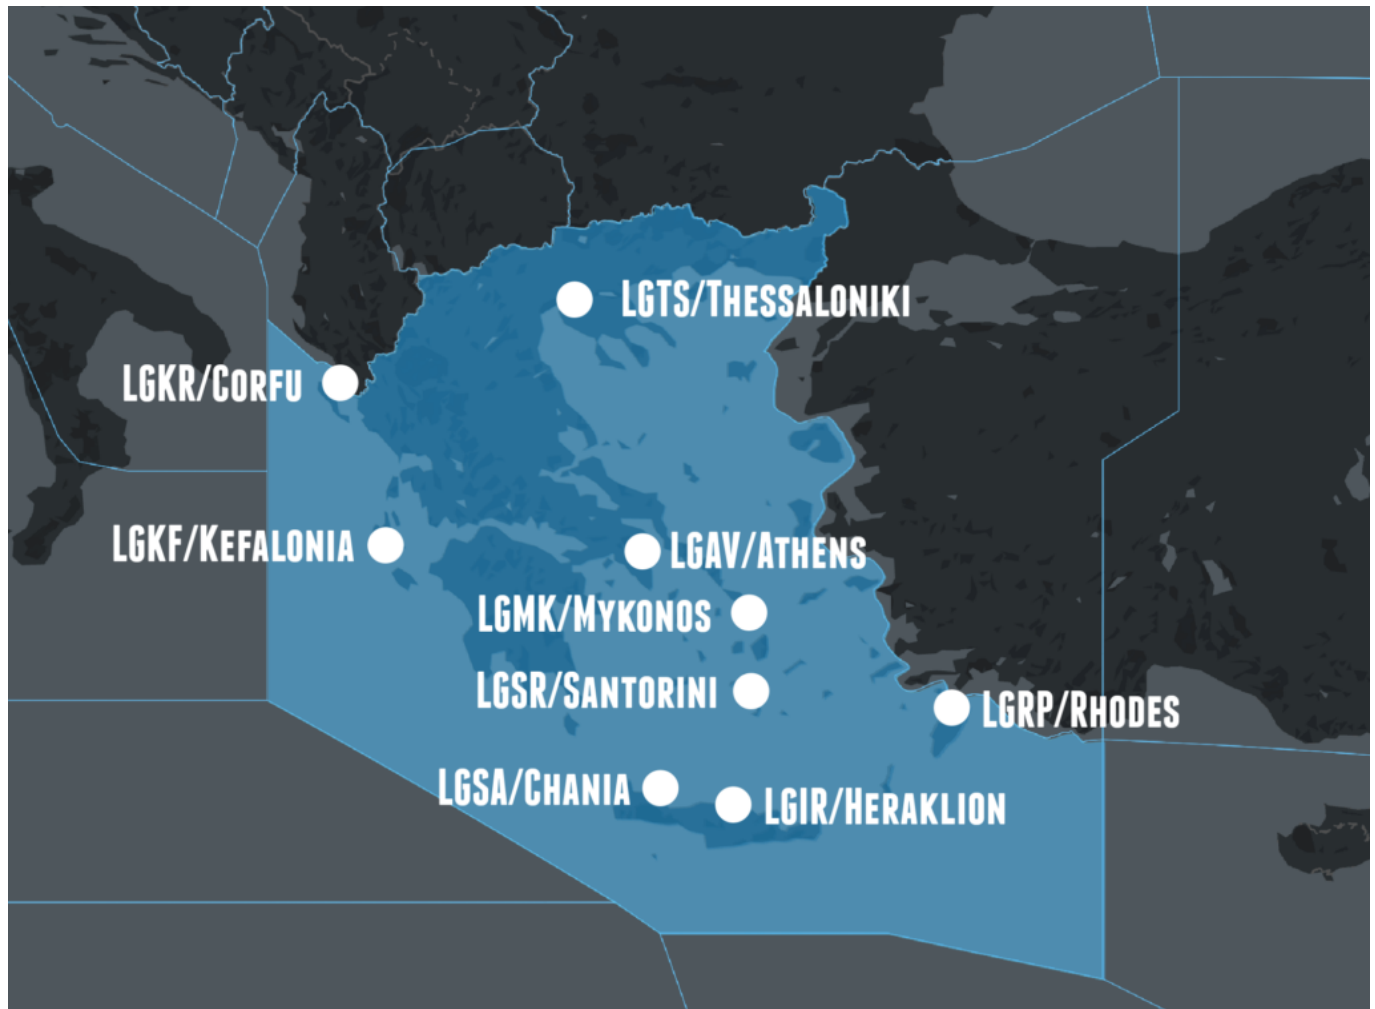 LGTS/THESSALONIKI
LGKR/CORFU
LGKF/KEFALONIA
LGAV/ATHENS
LGMK/MYKONOS
LGSR/SANTORINI
LGRP/RHODES
LGSA/CHANIA
LGIR/HERAKLION